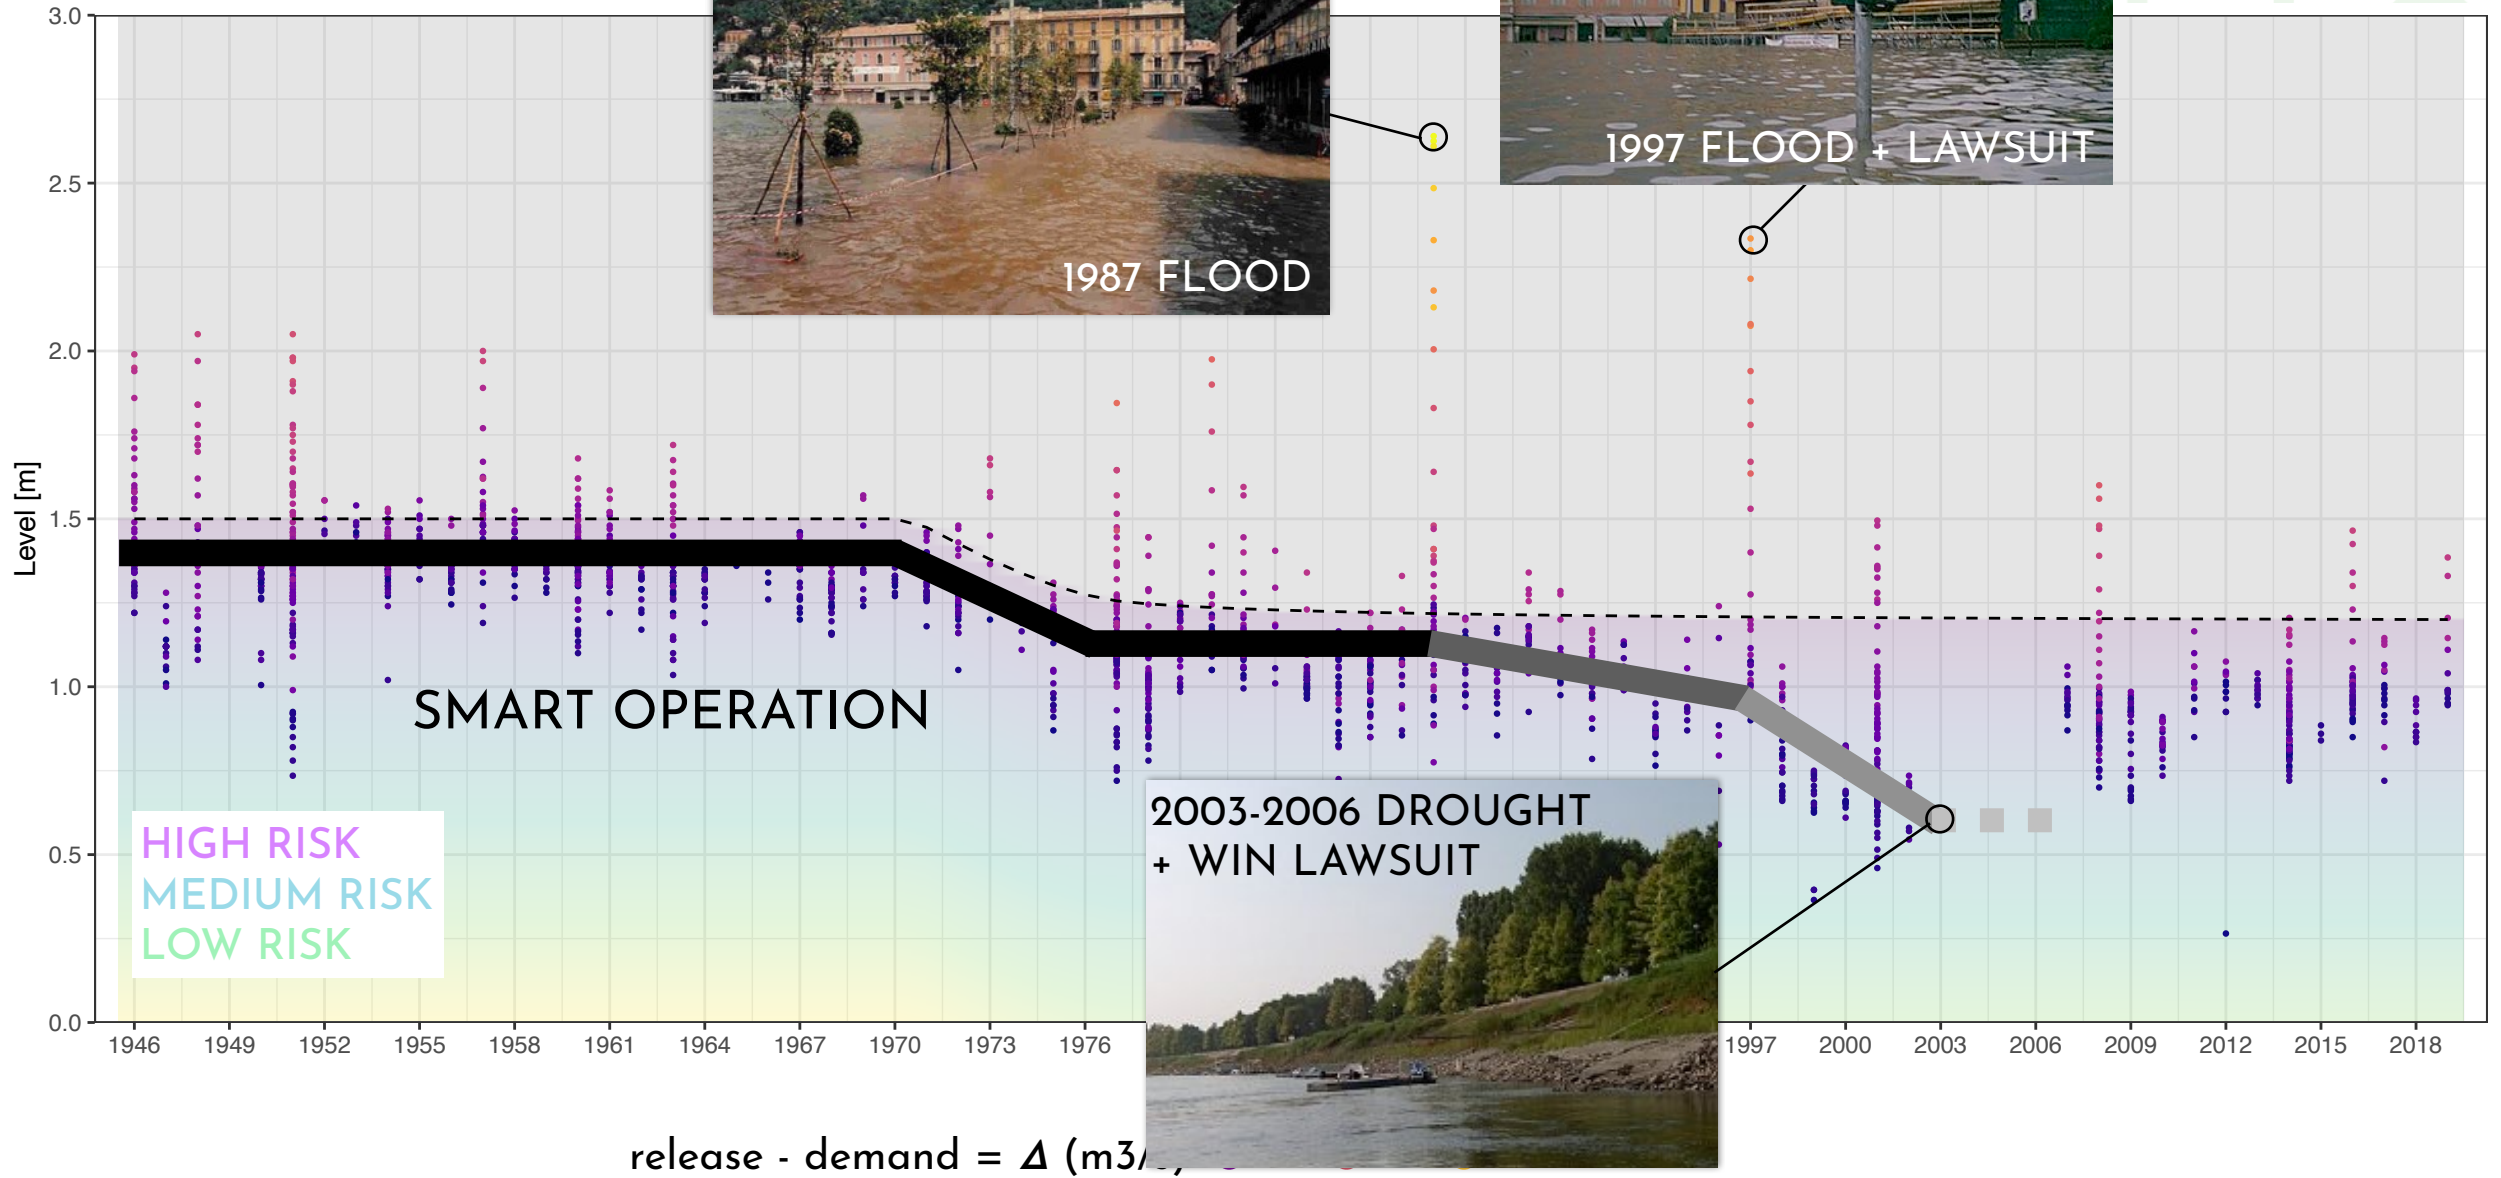 3.0
2.5
2.0
1.5
1.0
0.5
0.0
Level [m]
1987 FLOOD
1997 FLOOD + LAWSUIT
SMART OPERATION
HIGH RISK
MEDIUM RISK
LOW RISK
2003-2006 DROUGHT
+ WIN LAWSUIT
1946 1949 1952 1955 1958 1961 1964 1967 1970 1973 1976 1997 2000 2003 2006 2009 2012 2015 2018
release - demand = Δ (m3/